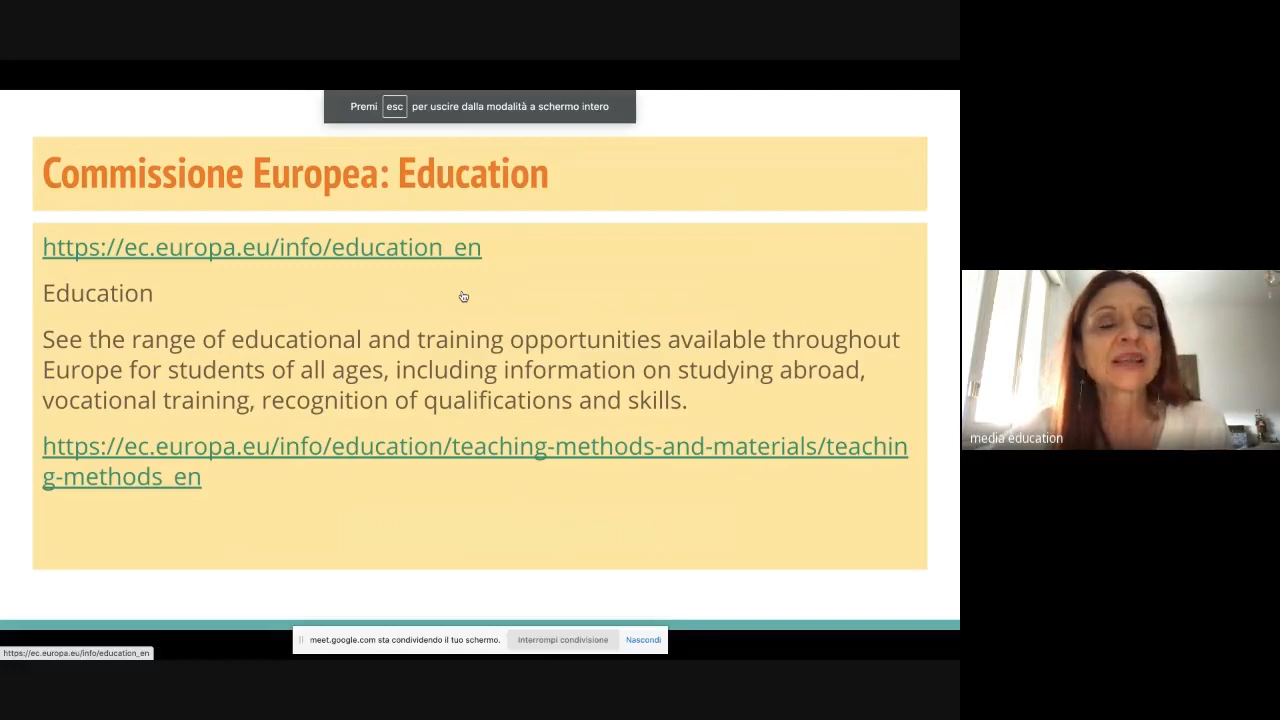 Premi esc per uscire dalla modalità a schermo intero
Commissione Europea: Education
https://ec.europa.eu/info/education_en
Education
See the range of educational and training opportunities available throughout
Europe for students of all ages, including information on studying abroad,
vocational training, recognition of qualifications and skills.
https://ec.europa.eu/info/education/teaching-methods-and-materials/teachin
g-methods_en
media education
meet.google.com sta condividendo il tuo schermo. Interrompi condivisione Nascondi
https://ec.europa.eu/info/education_en